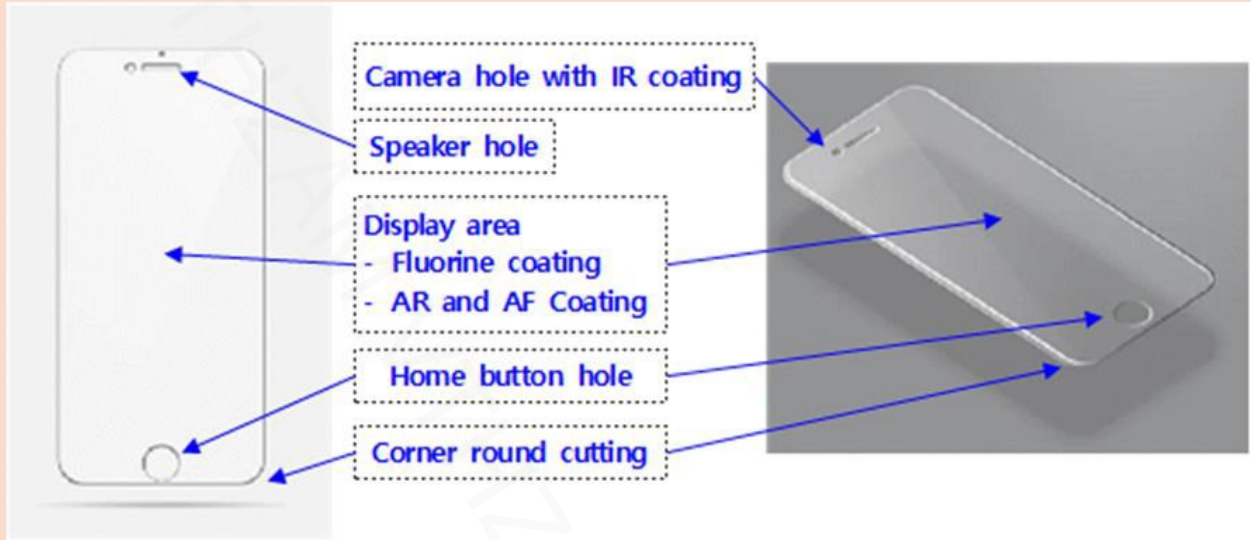 Camera hole with IR coating
Speaker hole
Display area
- Fluorine coating
- AR and AF Coating
Home button hole
Corner round cutting